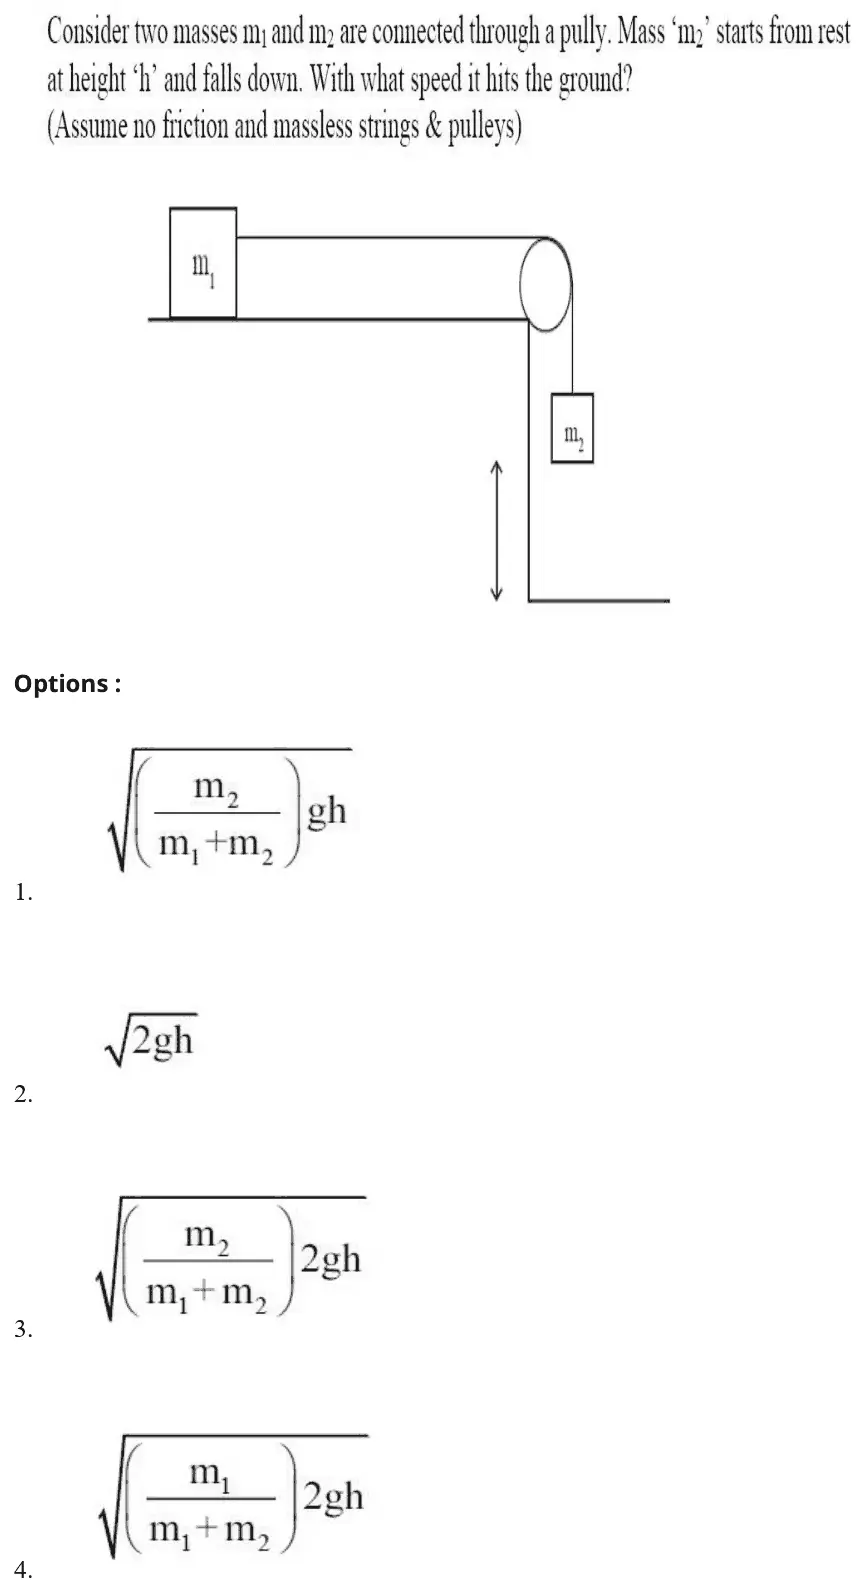 Consider two masses m₁ and m₂ are connected through a pully. Mass ‘m₂’ starts from rest
at height ‘h’ and falls down. With what speed it hits the ground?
(Assume no friction and massless strings & pulleys)
m₁
m₂
Options :
√((m₂/(m₁+m₂))gh)
1.
√(2gh)
2.
√((m₂/(m₁+m₂))2gh)
3.
√((m₁/(m₁+m₂))2gh)
4.